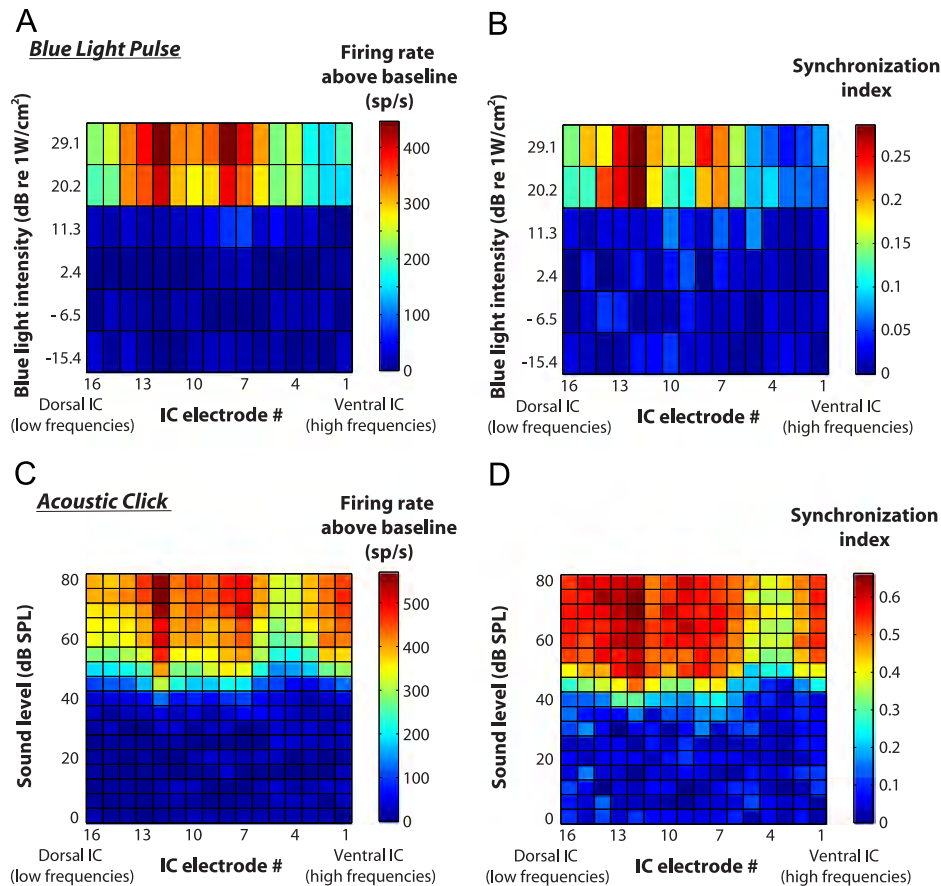 A
Blue Light Pulse
Firing rate
above baseline
(sp/s)
Blue light intensity (dB re 1W/cm²)
29.1
20.2
11.3
2.4
- 6.5
-15.4
16
13
10
7
4
1
Dorsal IC
(low frequencies)
IC electrode #
Ventral IC
(high frequencies)
400
300
200
100
0
B
Synchronization
index
Blue light intensity (dB re 1W/cm²)
29.1
20.2
11.3
2.4
- 6.5
-15.4
16
13
10
7
4
1
Dorsal IC
(low frequencies)
IC electrode #
Ventral IC
(high frequencies)
0.25
0.2
0.15
0.1
0.05
0
C
Acoustic Click
Firing rate
above baseline
(sp/s)
Sound level (dB SPL)
80
60
40
20
0
16
13
10
7
4
1
Dorsal IC
(low frequencies)
IC electrode #
Ventral IC
(high frequencies)
500
400
300
200
100
0
D
Synchronization
index
Sound level (dB SPL)
80
60
40
20
0
16
13
10
7
4
1
Dorsal IC
(low frequencies)
IC electrode #
Ventral IC
(high frequencies)
0.6
0.5
0.4
0.3
0.2
0.1
0